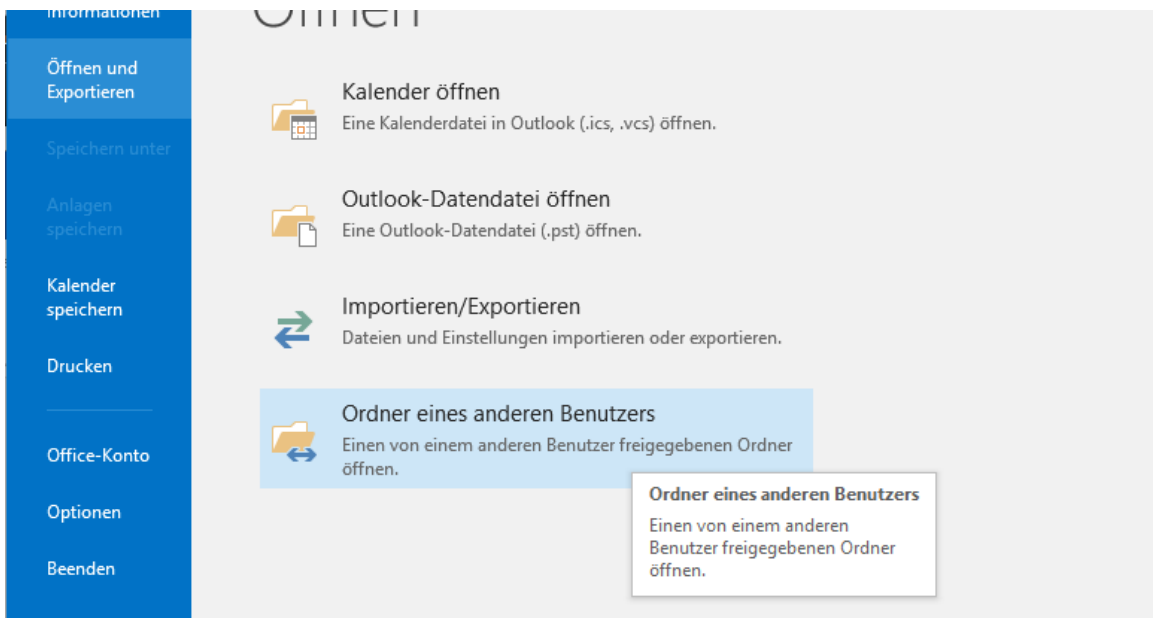 Informationen
Öffnen und
Exportieren
Speichern unter
Anlagen
speichern
Kalender
speichern
Drucken
Office-Konto
Optionen
Beenden
Öffnen
Kalender öffnen
Eine Kalenderdatei in Outlook (.ics, .vcs) öffnen.
Outlook-Datendatei öffnen
Eine Outlook-Datendatei (.pst) öffnen.
Importieren/Exportieren
Dateien und Einstellungen importieren oder exportieren.
Ordner eines anderen Benutzers
Einen von einem anderen Benutzer freigegebenen Ordner
öffnen.
Ordner eines anderen Benutzers
Einen von einem anderen
Benutzer freigegebenen Ordner
öffnen.